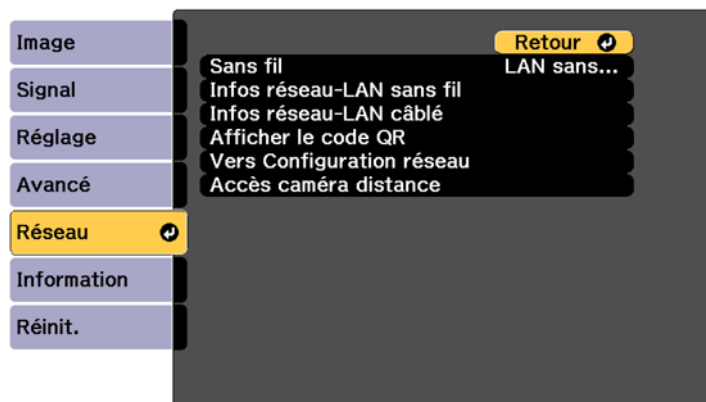 Image
Signal
Réglage
Avancé
Réseau
Information
Réinit.
Retour
Sans fil LAN sans...
Infos réseau-LAN sans fil
Infos réseau-LAN câblé
Afficher le code QR
Vers Configuration réseau
Accès caméra distance